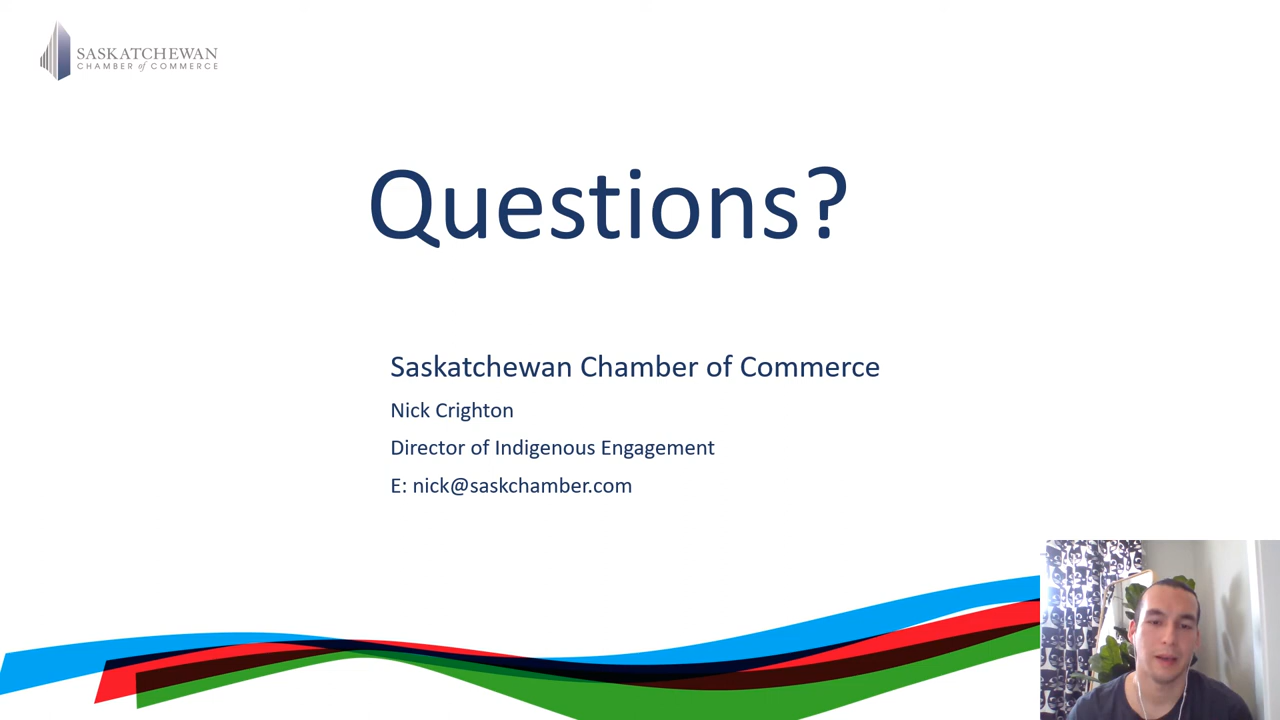 SASKATCHEWAN
CHAMBER of COMMERCE
Questions?
Saskatchewan Chamber of Commerce
Nick Crighton
Director of Indigenous Engagement
E: nick@saskchamber.com